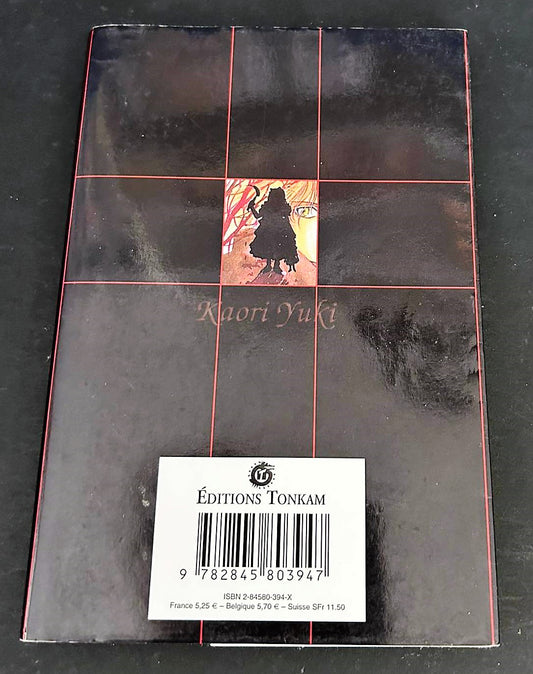 Kaori Yuki
ÉDITIONS TONKAM
9 782845 803947
ISBN 2-84580-394-X
France 5,25 € – Belgique 5,70 € – Suisse SFr 11.50